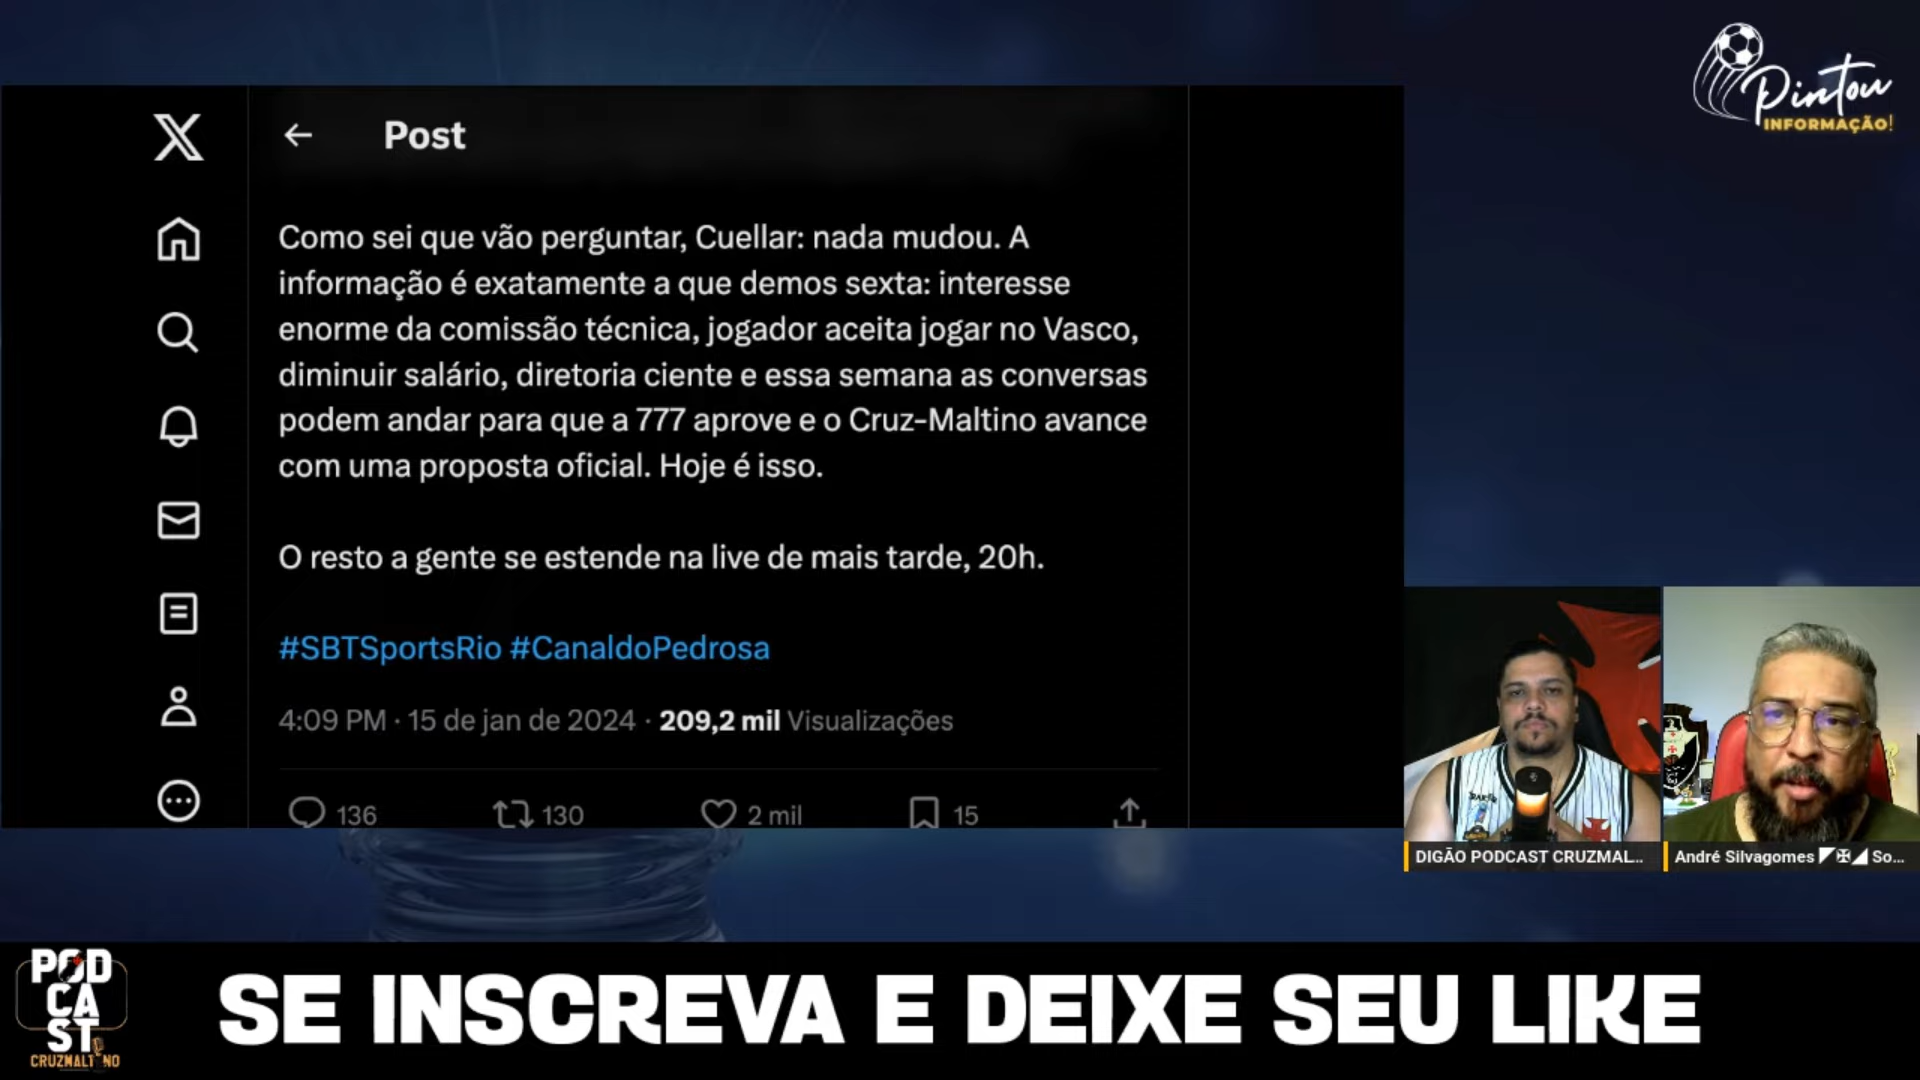 Pintou
INFORMAÇÃO!
Post
Como sei que vão perguntar, Cuellar: nada mudou. A
informação é exatamente a que demos sexta: interesse
enorme da comissão técnica, jogador aceita jogar no Vasco,
diminuir salário, diretoria ciente e essa semana as conversas
podem andar para que a 777 aprove e o Cruz-Maltino avance
com uma proposta oficial. Hoje é isso.
O resto a gente se estende na live de mais tarde, 20h.
#SBTSportsRio #CanaldoPedrosa
4:09 PM · 15 de jan de 2024 · 209,2 mil Visualizações
136 130 2 mil 15
DIGÃO PODCAST CRUZMAL...
André Silvagomes ◤✠◢ So...
PODCAST
CRUZMALTINO
SE INSCREVA E DEIXE SEU LIKE